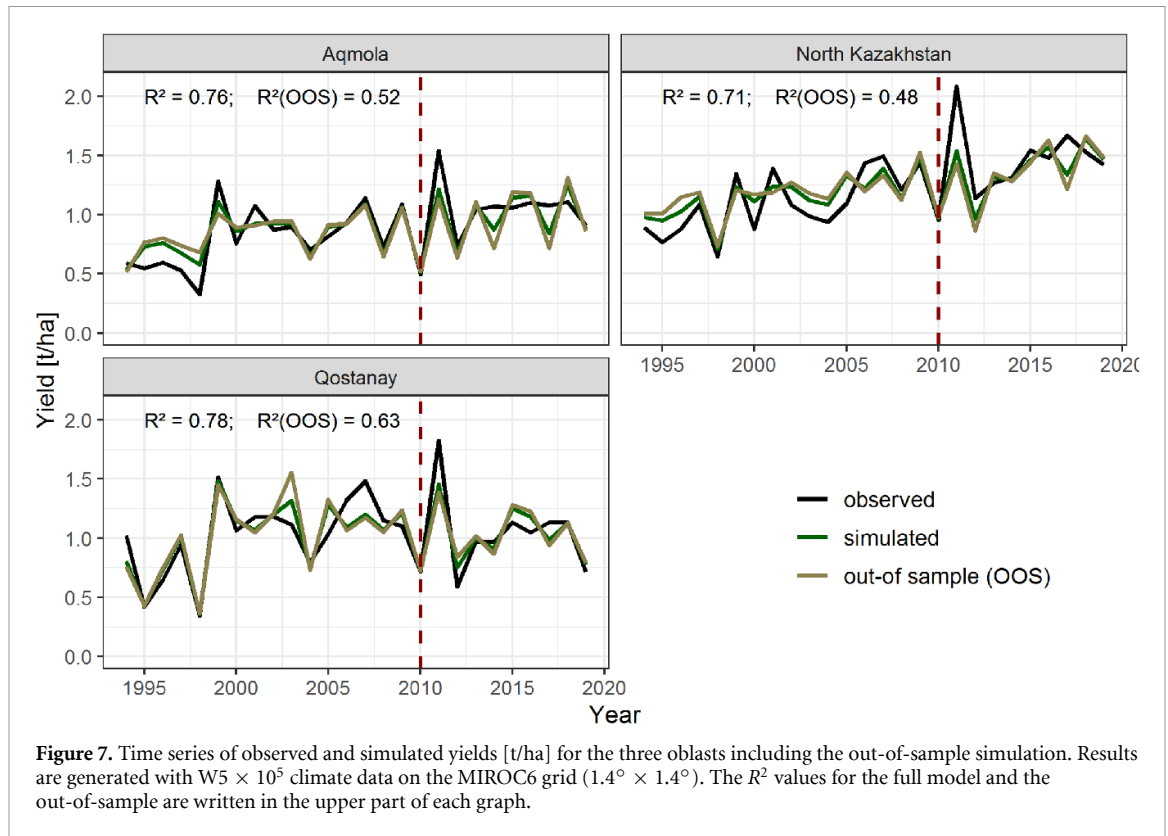 Aqmola
North Kazakhstan
R² = 0.76; R²(OOS) = 0.52
R² = 0.71; R²(OOS) = 0.48
2.0
1.5
1.0
0.5
0.0
1995 2000 2005 2010 2015 2020
Qostanay
R² = 0.78; R²(OOS) = 0.63
2.0
1.5
1.0
0.5
0.0
1995 2000 2005 2010 2015 2020
Yield [t/ha]
Year
observed
simulated
out-of sample (OOS)
Figure 7. Time series of observed and simulated yields [t/ha] for the three oblasts including the out-of-sample simulation. Results
are generated with W5 × 10⁵ climate data on the MIROC6 grid (1.4° × 1.4°). The R² values for the full model and the
out-of-sample are written in the upper part of each graph.